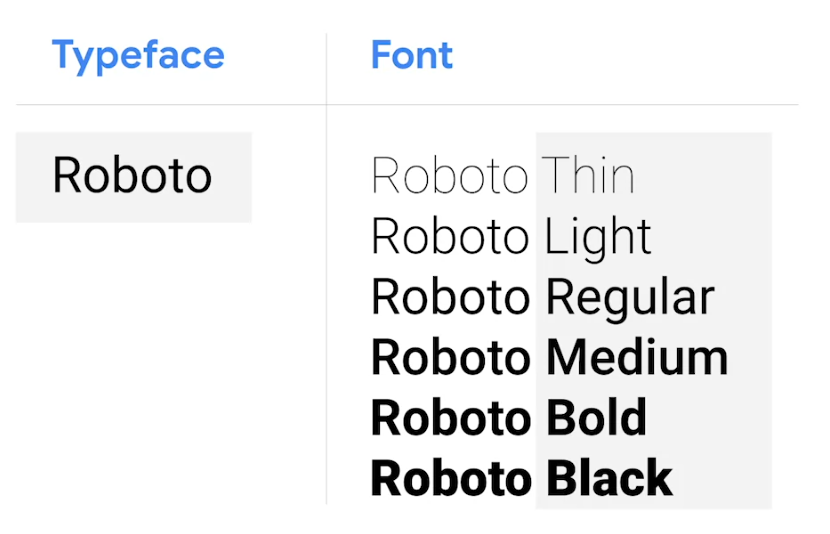 Typeface
Font
Roboto
Roboto Thin
Roboto Light
Roboto Regular
Roboto Medium
Roboto Bold
Roboto Black